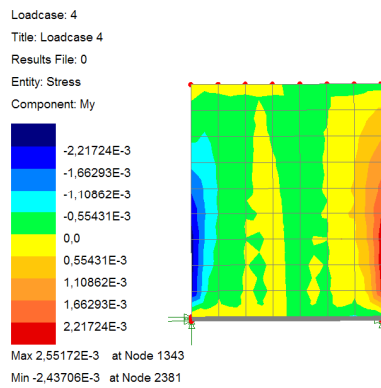 Loadcase: 4
Title: Loadcase 4
Results File: 0
Entity: Stress
Component: My
-2,21724E-3
-1,66293E-3
-1,10862E-3
-0,55431E-3
0,0
0,55431E-3
1,10862E-3
1,66293E-3
2,21724E-3
Max 2,55172E-3 at Node 1343
Min -2,43706E-3 at Node 2381